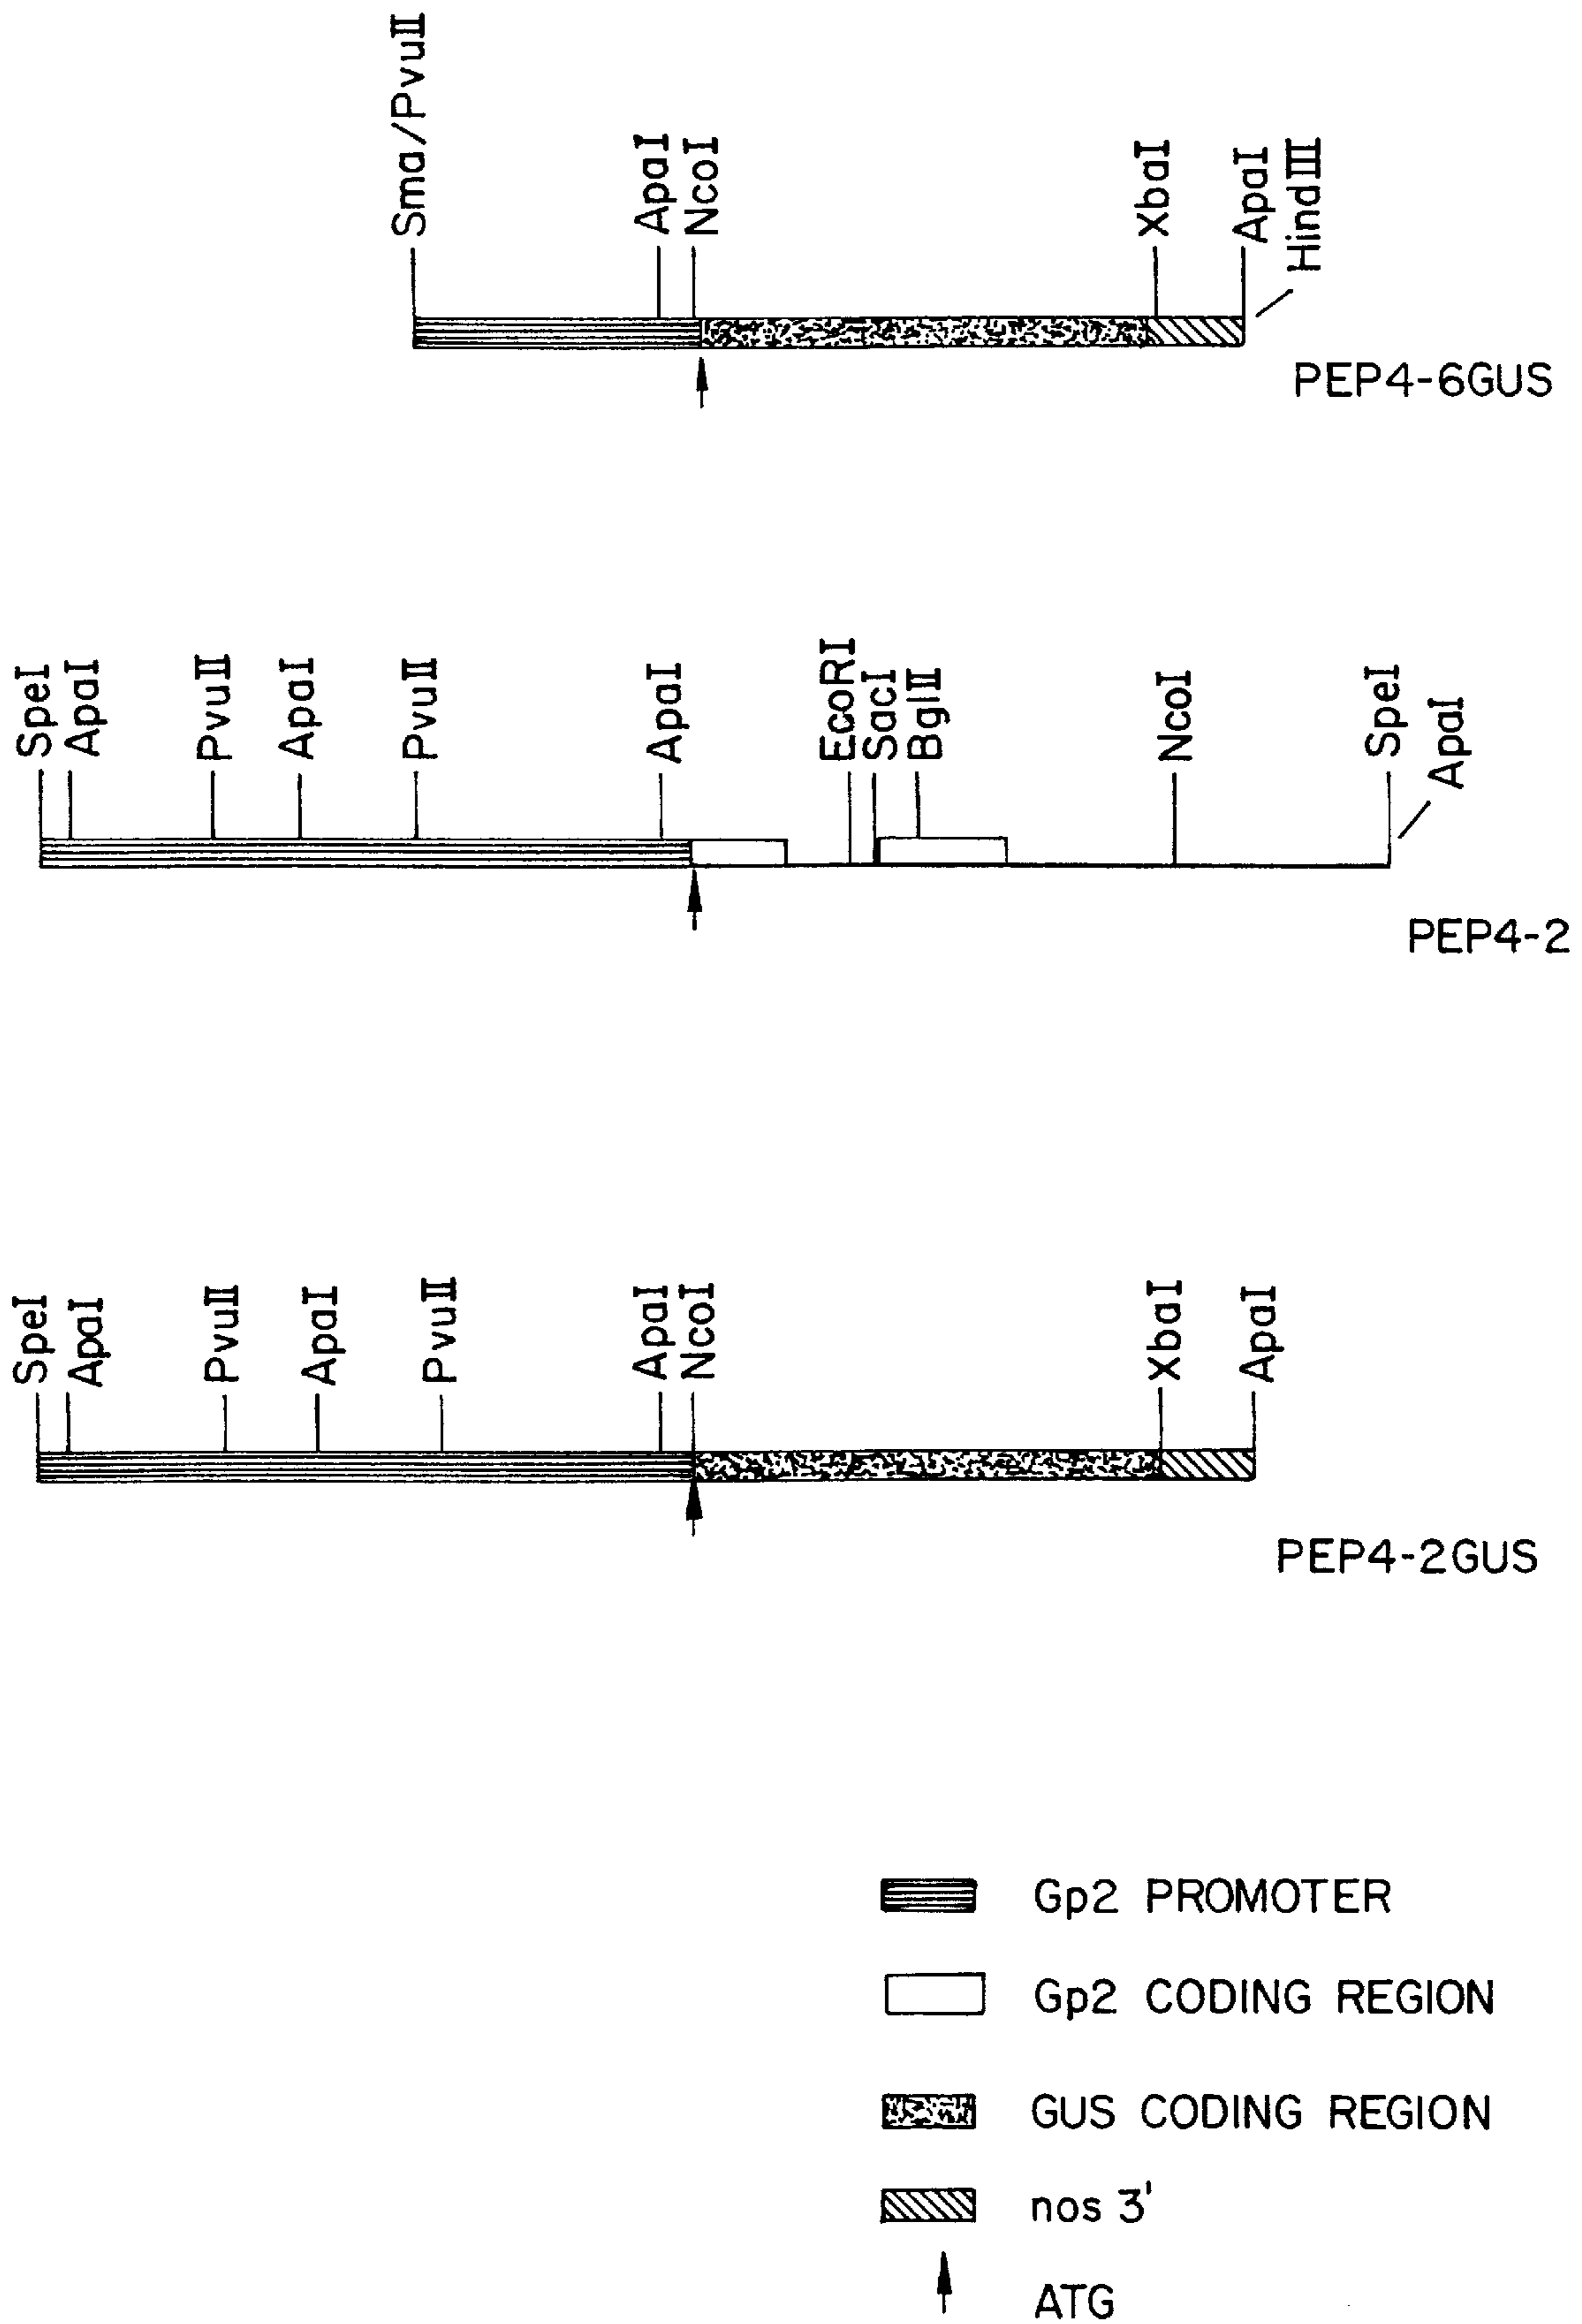 Sma/PvuII
ApaI
NcoI
XbaI
ApaI
HindIII
PEP4-6GUS
SpeI
ApaI
PvuII
ApaI
PvuII
ApaI
EcoRI
SacI
BglII
NcoI
SpeI
ApaI
PEP4-2
SpeI
ApaI
PvuII
ApaI
PvuII
ApaI
NcoI
XbaI
ApaI
PEP4-2GUS
Gp2 PROMOTER
Gp2 CODING REGION
GUS CODING REGION
nos 3'
ATG